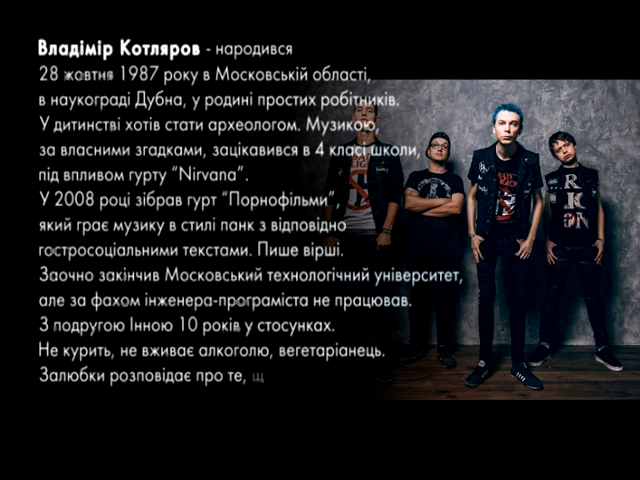 Владімір Котляров - народився
28 жовтня 1987 року в Московській області,
в наукограді Дубна, у родині простих робітників.
У дитинстві хотів стати археологом. Музикою,
за власними згадками, зацікавився в 4 класі школи,
під впливом гурту “Nirvana”.
У 2008 році зібрав гурт “Порнофільми”,
який грає музику в стилі панк з відповідно
гостросоціальними текстами. Пише вірші.
Заочно закінчив Московський технологічний університет,
але за фахом інженера-програміста не працював.
З подругою Інною 10 років у стосунках.
Не курить, не вживає алкоголю, вегетаріанець.
Залюбки розповідає про те, щ